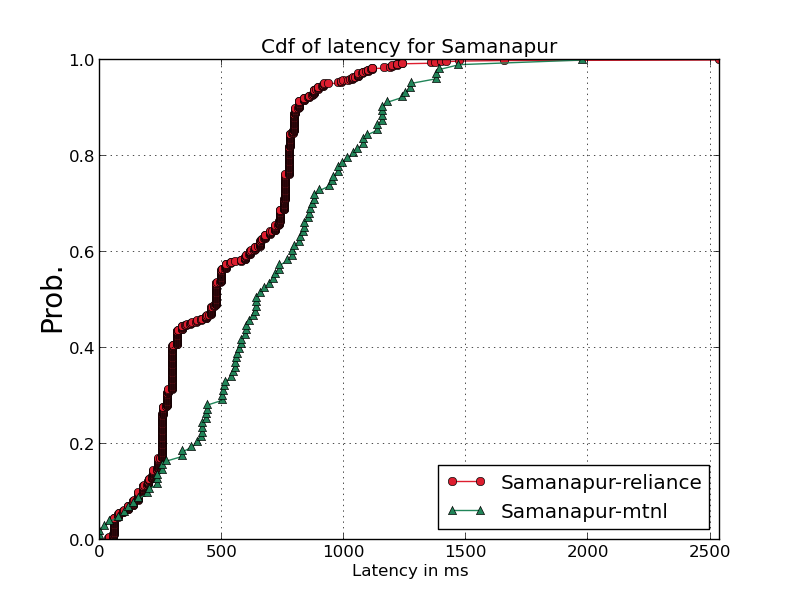 Cdf of latency for Samanapur
1.0
0.8
0.6
0.4
0.2
0.0
Prob.
0 500 1000 1500 2000 2500
Latency in ms
Samanapur-reliance
Samanapur-mtnl